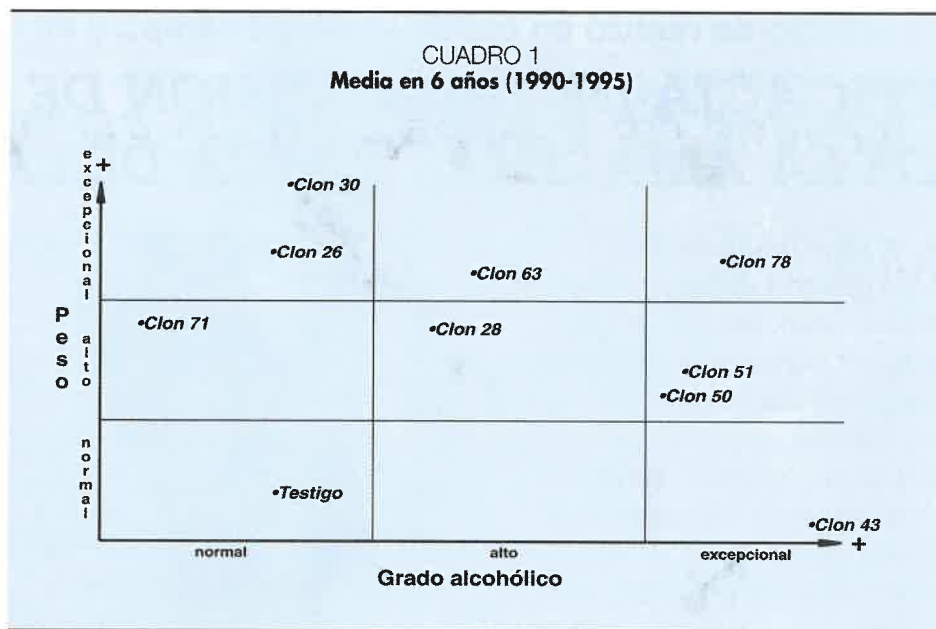 CUADRO 1
Media en 6 años (1990-1995)
+
excepcional
alto
normal
Peso
•Clon 30
•Clon 26
•Clon 63
•Clon 78
•Clon 71
•Clon 28
•Clon 51
•Clon 50
•Testigo
•Clon 43
normal alto excepcional +
Grado alcohólico